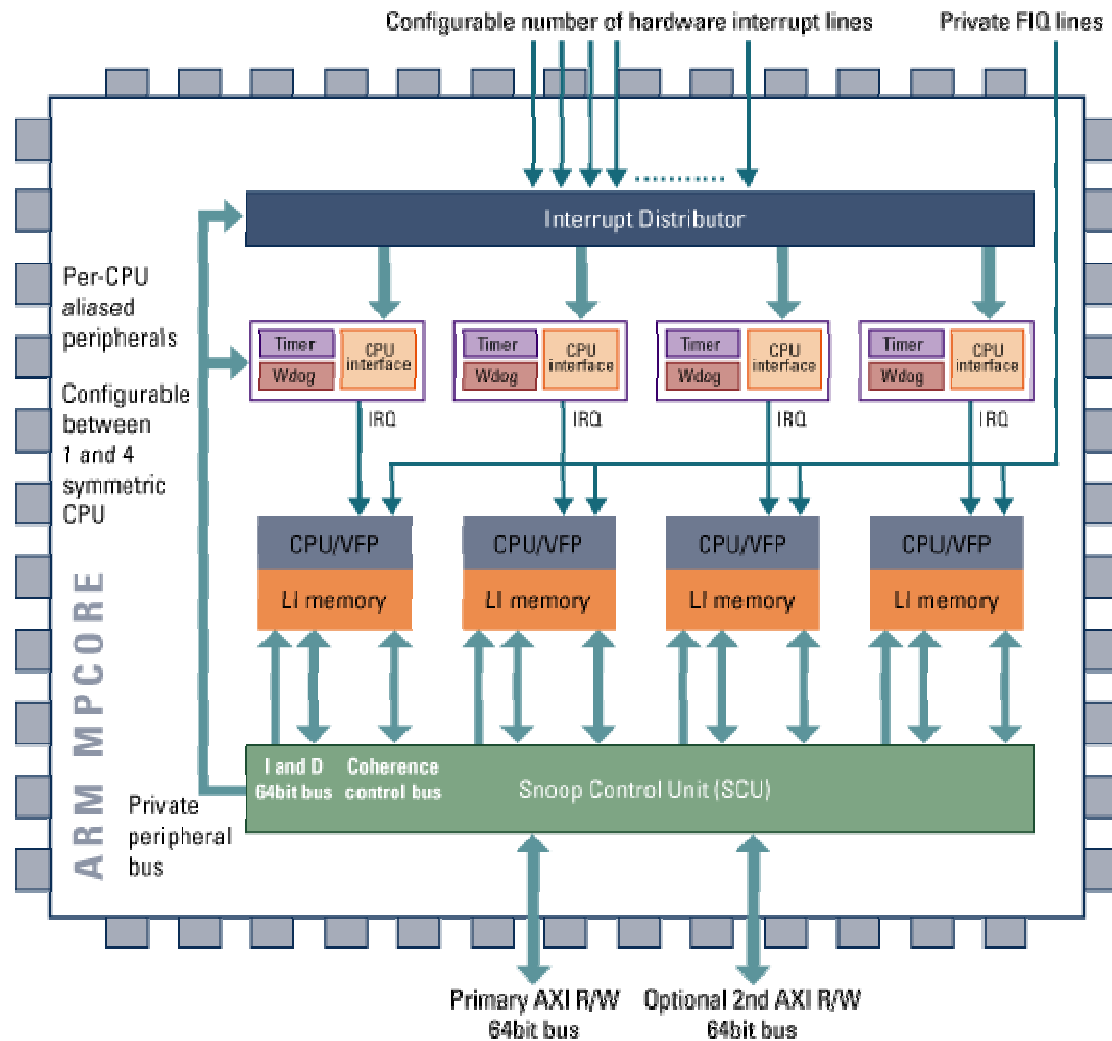 Configurable number of hardware interrupt lines
Private FIQ lines
Interrupt Distributor
Per-CPU
aliased
peripherals
Configurable
between
1 and 4
symmetric
CPU
Timer
Wdog
CPU
interface
Timer
Wdog
CPU
interface
Timer
Wdog
CPU
interface
Timer
Wdog
CPU
interface
IRQ
IRQ
IRQ
IRQ
CPU/VFP
LI memory
CPU/VFP
LI memory
CPU/VFP
LI memory
CPU/VFP
LI memory
ARM MPCORE
I and D
64bit bus
Coherence
control bus
Snoop Control Unit (SCU)
Private
peripheral
bus
Primary AXI R/W
64bit bus
Optional 2nd AXI R/W
64bit bus